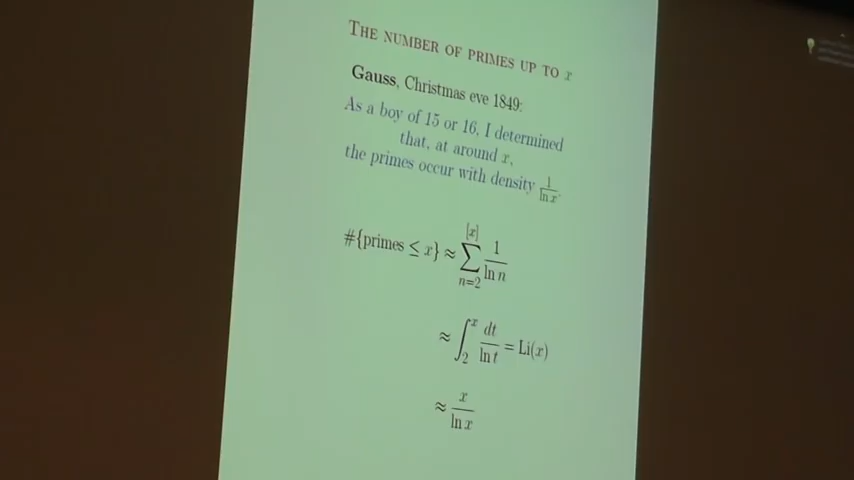 THE NUMBER OF PRIMES UP TO x
Gauss, Christmas eve 1849:
As a boy of 15 or 16, I determined
that, at around x,
the primes occur with density 1/ln x.
#{primes ≤ x} ≈ ∑_{n=2}^{[x]} 1/ln n
≈ ∫_2^x dt/ln t = Li(x)
≈ x/ln x